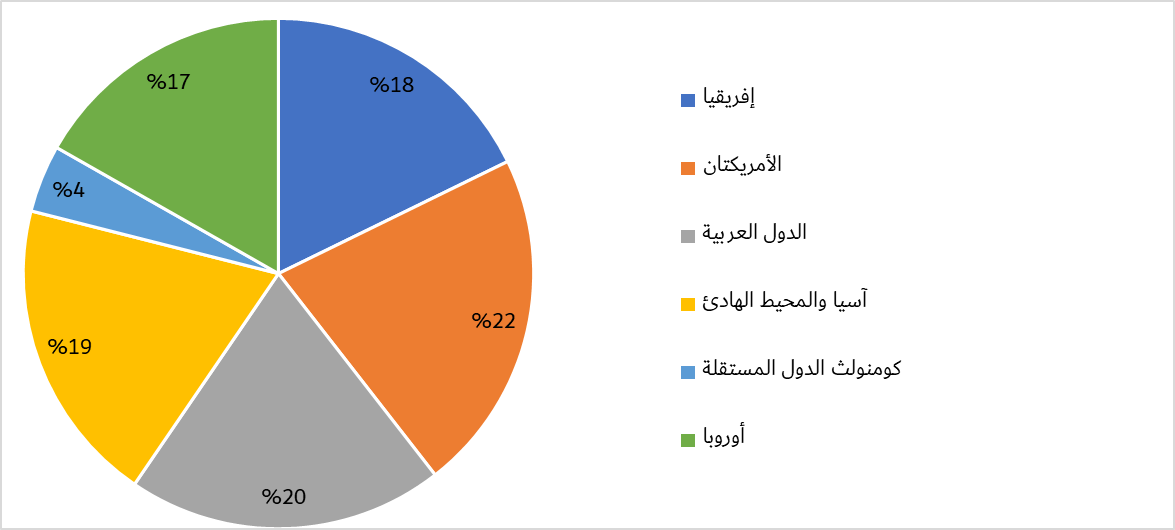 %18
%22
%20
%19
%4
%17
إفريقيا
الأمريكتان
الدول العربية
آسيا والمحيط الهادئ
كومنولث الدول المستقلة
أوروبا